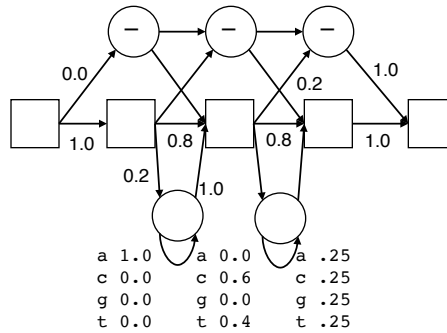 − − −
0.0 0.2 1.0
1.0 0.8 0.8 1.0
0.2 1.0
a 1.0 a 0.0 a .25
c 0.0 c 0.6 c .25
g 0.0 g 0.0 g .25
t 0.0 t 0.4 t .25